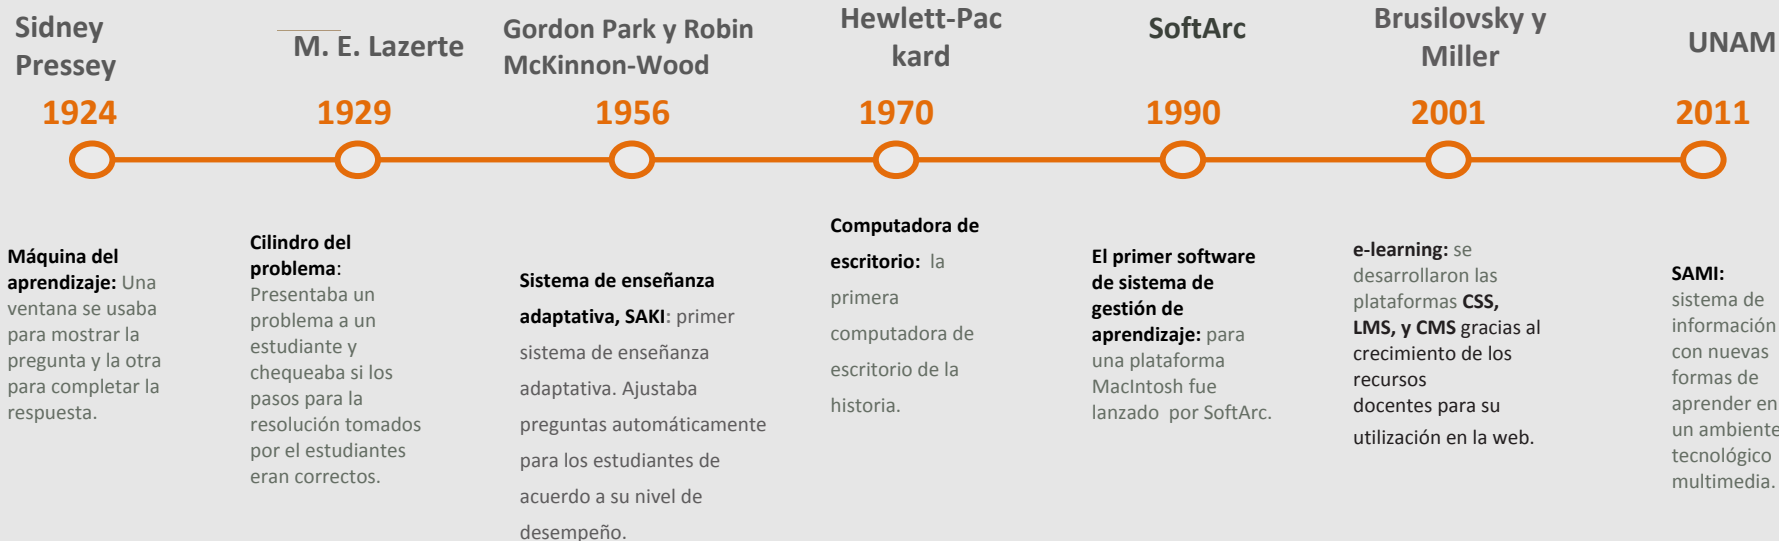 Sidney
Pressey
1924
Máquina del
aprendizaje: Una
ventana se usaba
para mostrar la
pregunta y la otra
para completar la
respuesta.
M. E. Lazerte
1929
Cilindro del
problema:
Presentaba un
problema a un
estudiante y
chequeaba si los
pasos para la
resolución tomados
por el estudiantes
eran correctos.
Gordon Park y Robin
McKinnon-Wood
1956
Sistema de enseñanza
adaptativa, SAKI: primer
sistema de enseñanza
adaptativa. Ajustaba
preguntas automáticamente
para los estudiantes de
acuerdo a su nivel de
desempeño.
Hewlett-Pac
kard
1970
Computadora de
escritorio: la
primera
computadora de
escritorio de la
historia.
SoftArc
1990
El primer software
de sistema de
gestión de
aprendizaje: para
una plataforma
MacIntosh fue
lanzado por SoftArc.
Brusilovsky y
Miller
2001
e-learning: se
desarrollaron las
plataformas CSS,
LMS, y CMS gracias al
crecimiento de los
recursos
docentes para su
utilización en la web.
UNAM
2011
SAMI:
sistema de
información
con nuevas
formas de
aprender en
un ambiente
tecnológico
multimedia.